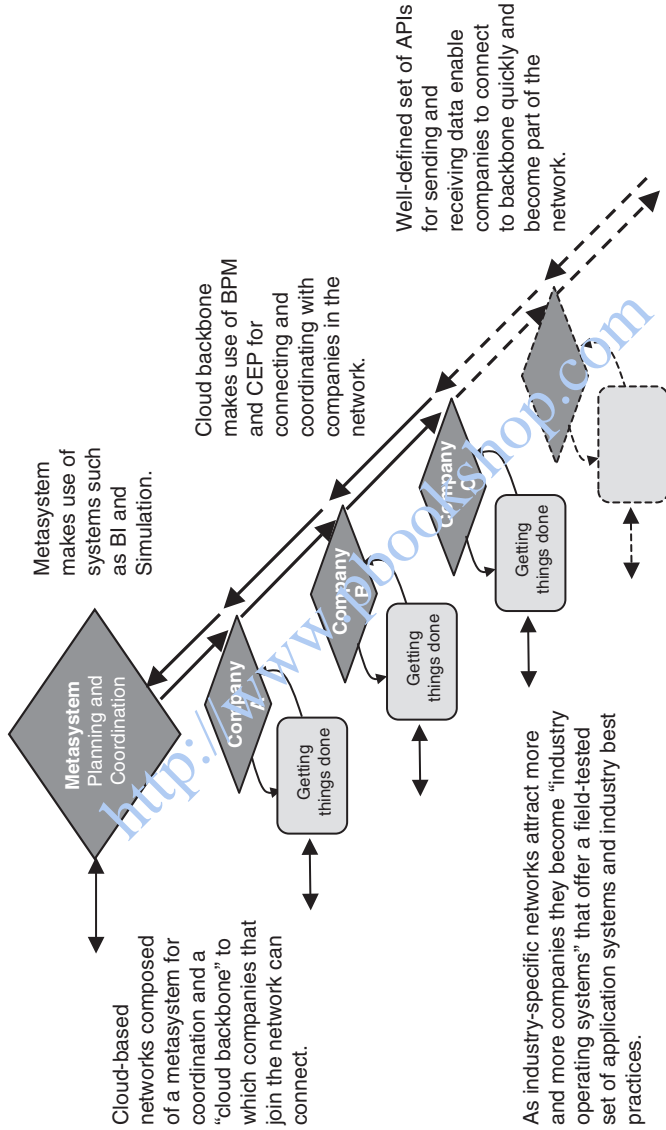 Metasystem
makes use of
systems such
as BI and
Simulation.
Metasystem
Planning and
Coordination
Cloud-based
networks composed
of a metasystem for
coordination and a
“cloud backbone” to
which companies that
join the network can
connect.
Cloud backbone
makes use of BPM
and CEP for
connecting and
coordinating with
companies in the
network.
Well-defined set of APIs
for sending and
receiving data enable
companies to connect
to backbone quickly and
become part of the
network.
Company
A
Getting
things done
Company
B
Getting
things done
Company
C
Getting
things done
As industry-specific networks attract more
and more companies they become “industry
operating systems” that offer a field-tested
set of application systems and industry best
practices.
http://www.pbookshop.com